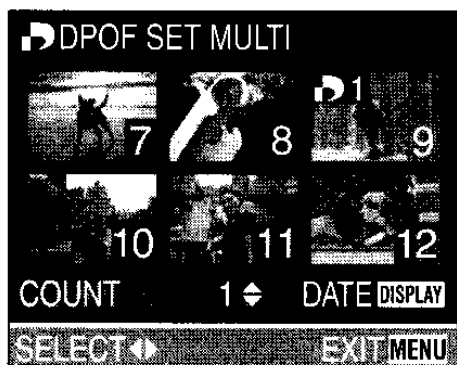 DPOF SET MULTI
7 8 1 9
10 11 12
COUNT 1 DATE DISPLAY
SELECT EXIT MENU